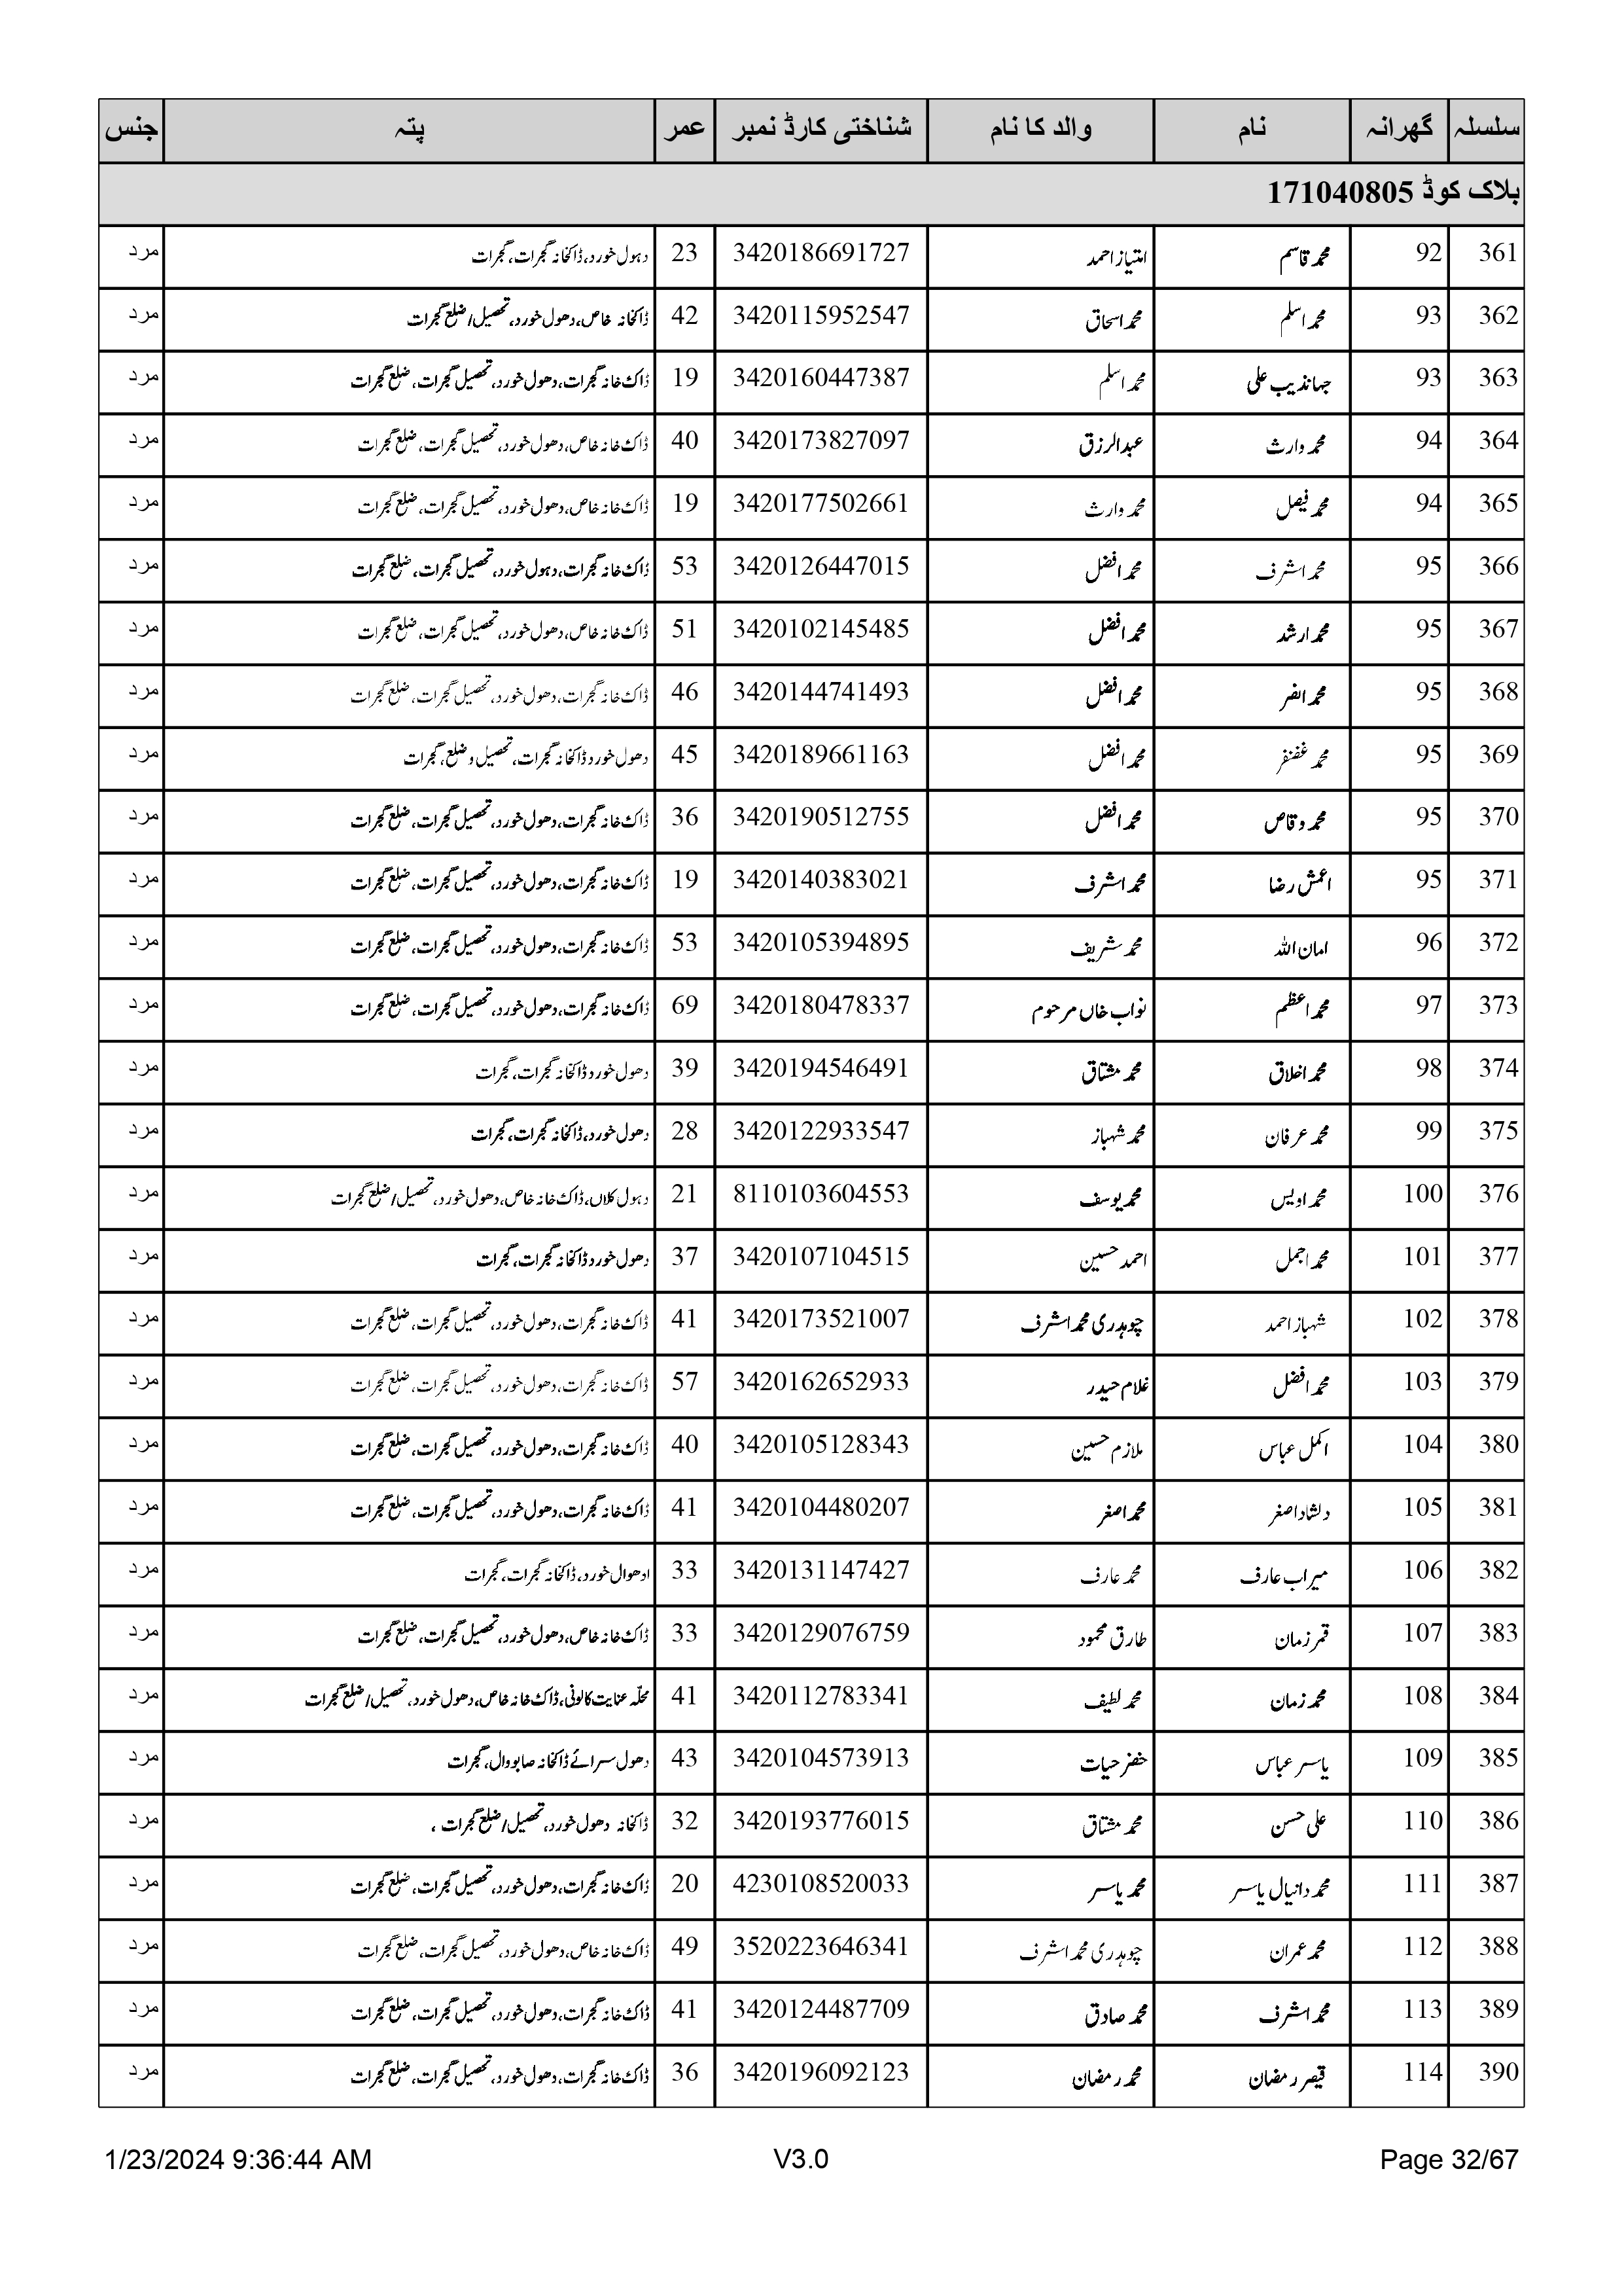 سلسلہ گھرانہ نام والد کا نام شناختی کارڈ نمبر عمر پتہ جنس
بلاک کوڈ 171040805
361 92 محمد قاسم امتیاز احمد 3420186691727 23 دہول خورد، ڈاکخانہ گجرات، گجرات مرد
362 93 محمد اسلم محمد اسحاق 3420115952547 42 ڈاکخانہ خاص، دھول خورد، تحصیل/ضلع گجرات مرد
363 93 جہانذیب علی محمد اسلم 3420160447387 19 ڈاک خانہ گجرات، دھول خورد، تحصیل گجرات، ضلع گجرات مرد
364 94 محمد وارث عبدالرزق 3420173827097 40 ڈاک خانہ خاص، دھول خورد، تحصیل گجرات، ضلع گجرات مرد
365 94 محمد فیصل محمد وارث 3420177502661 19 ڈاک خانہ خاص، دھول خورد، تحصیل گجرات، ضلع گجرات مرد
366 95 محمد اشرف محمد افضل 3420126447015 53 ڈاک خانہ گجرات، دہول خورد، تحصیل گجرات، ضلع گجرات مرد
367 95 محمد ارشد محمد افضل 3420102145485 51 ڈاک خانہ خاص، دھول خورد، تحصیل گجرات، ضلع گجرات مرد
368 95 محمد انصر محمد افضل 3420144741493 46 ڈاک خانہ گجرات، دھول خورد، تحصیل گجرات، ضلع گجرات مرد
369 95 محمد غضنفر محمد افضل 3420189661163 45 دھول خورد ڈاکخانہ گجرات، تحصیل و ضلع، گجرات مرد
370 95 محمد وقاص محمد افضل 3420190512755 36 ڈاک خانہ گجرات، دھول خورد، تحصیل گجرات، ضلع گجرات مرد
371 95 اعمش رضا محمد اشرف 3420140383021 19 ڈاک خانہ گجرات، دھول خورد، تحصیل گجرات، ضلع گجرات مرد
372 96 امان اللہ محمد شریف 3420105394895 53 ڈاک خانہ گجرات، دھول خورد، تحصیل گجرات، ضلع گجرات مرد
373 97 محمد اعظم نواب خاں مرحوم 3420180478337 69 ڈاک خانہ گجرات، دھول خورد، تحصیل گجرات، ضلع گجرات مرد
374 98 محمد اخلاق محمد مشتاق 3420194546491 39 دھول خورد ڈاکخانہ گجرات، گجرات مرد
375 99 محمد عرفان محمد شہباز 3420122933547 28 دھول خورد، ڈاکخانہ گجرات، گجرات مرد
376 100 محمد اویس محمد یوسف 8110103604553 21 دہول کلاں، ڈاک خانہ خاص، دھول خورد، تحصیل/ضلع گجرات مرد
377 101 محمد اجمل احمد حسین 3420107104515 37 دھول خورد ڈاکخانہ گجرات، گجرات مرد
378 102 شہباز احمد چوہدری محمد اشرف 3420173521007 41 ڈاک خانہ گجرات، دھول خورد، تحصیل گجرات، ضلع گجرات مرد
379 103 محمد افضل غلام حیدر 3420162652933 57 ڈاک خانہ گجرات، دھول خورد، تحصیل گجرات، ضلع گجرات مرد
380 104 اکمل عباس ملازم حسین 3420105128343 40 ڈاک خانہ گجرات، دھول خورد، تحصیل گجرات، ضلع گجرات مرد
381 105 دلشاد اصغر محمد اصغر 3420104480207 41 ڈاک خانہ گجرات، دھول خورد، تحصیل گجرات، ضلع گجرات مرد
382 106 میراب عارف محمد عارف 3420131147427 33 ادھوال خورد، ڈاکخانہ گجرات، گجرات مرد
383 107 قمر زمان طارق محمود 3420129076759 33 ڈاک خانہ خاص، دھول خورد، تحصیل گجرات، ضلع گجرات مرد
384 108 محمد زمان محمد لطیف 3420112783341 41 محلّہ عنایت کالونی، ڈاک خانہ خاص، دھول خورد، تحصیل/ضلع گجرات مرد
385 109 یاسر عباس خضر حیات 3420104573913 43 دھول سرائے ڈاکخانہ صابووال، گجرات مرد
386 110 علی حسن محمد مشتاق 3420193776015 32 ڈاکخانہ دھول خورد، تحصیل/ضلع گجرات ، مرد
387 111 محمد دانیال یاسر محمد یاسر 4230108520033 20 ڈاک خانہ گجرات، دھول خورد، تحصیل گجرات، ضلع گجرات مرد
388 112 محمد عمران چوہدری محمد اشرف 3520223646341 49 ڈاک خانہ خاص، دھول خورد، تحصیل گجرات، ضلع گجرات مرد
389 113 محمد اشرف محمد صادق 3420124487709 41 ڈاک خانہ گجرات، دھول خورد، تحصیل گجرات، ضلع گجرات مرد
390 114 قیصر رمضان محمد رمضان 3420196092123 36 ڈاک خانہ گجرات، دھول خورد، تحصیل گجرات، ضلع گجرات مرد
1/23/2024 9:36:44 AM V3.0 Page 32/67